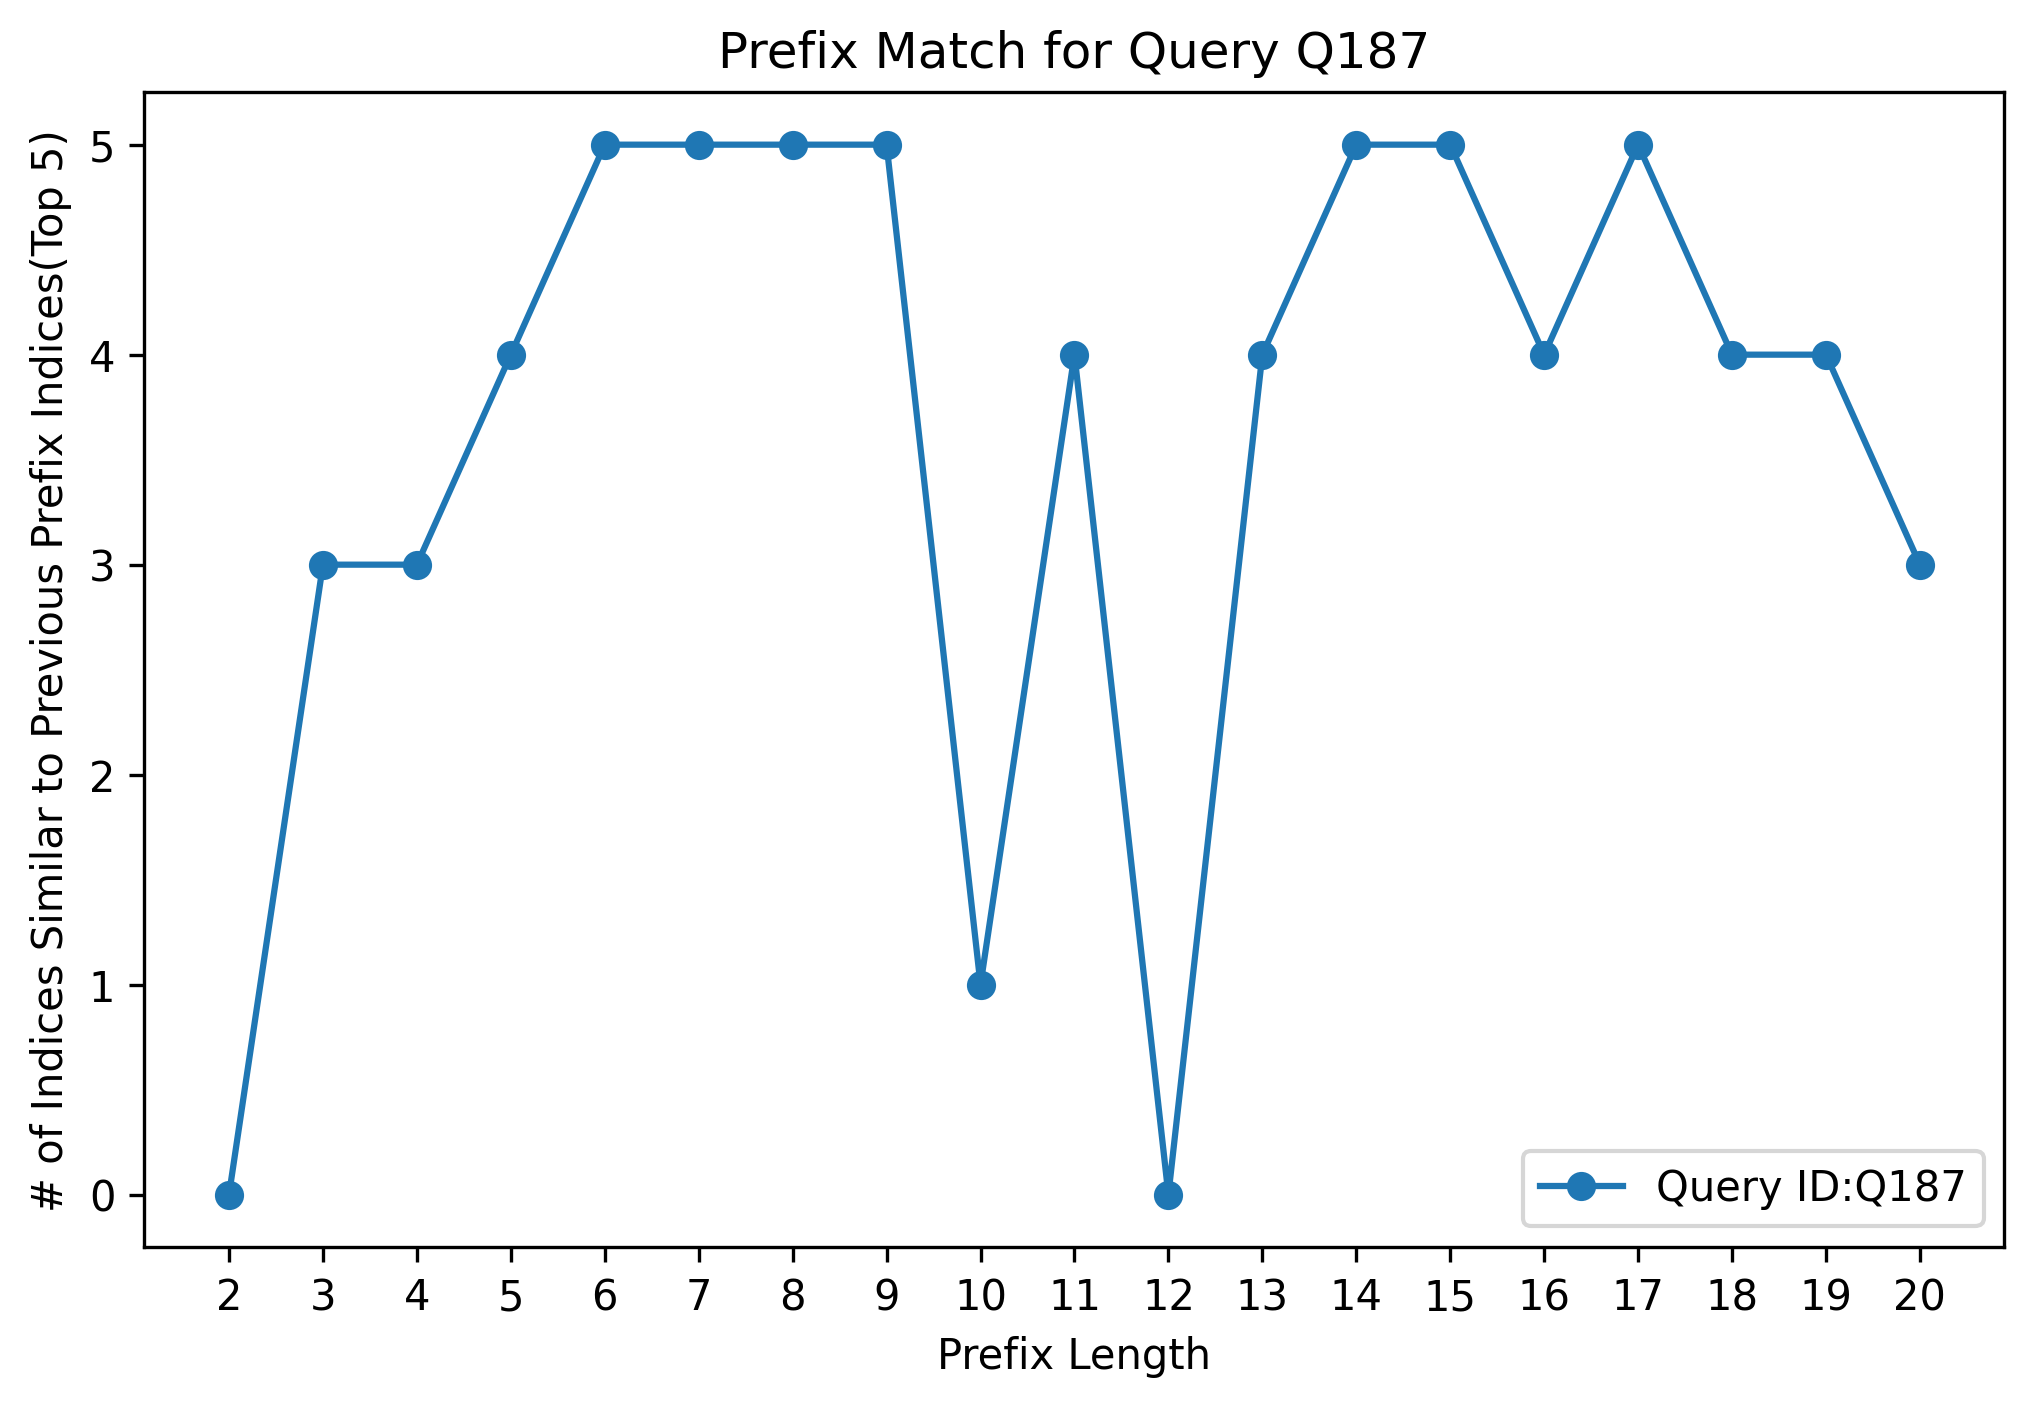 Prefix Match for Query Q187
# of Indices Similar to Previous Prefix Indices(Top 5)
5
4
3
2
1
0
Query ID:Q187
2 3 4 5 6 7 8 9 10 11 12 13 14 15 16 17 18 19 20
Prefix Length